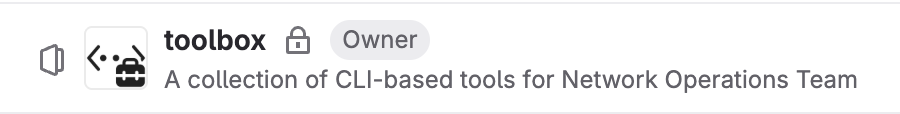 toolbox Owner
A collection of CLI-based tools for Network Operations Team